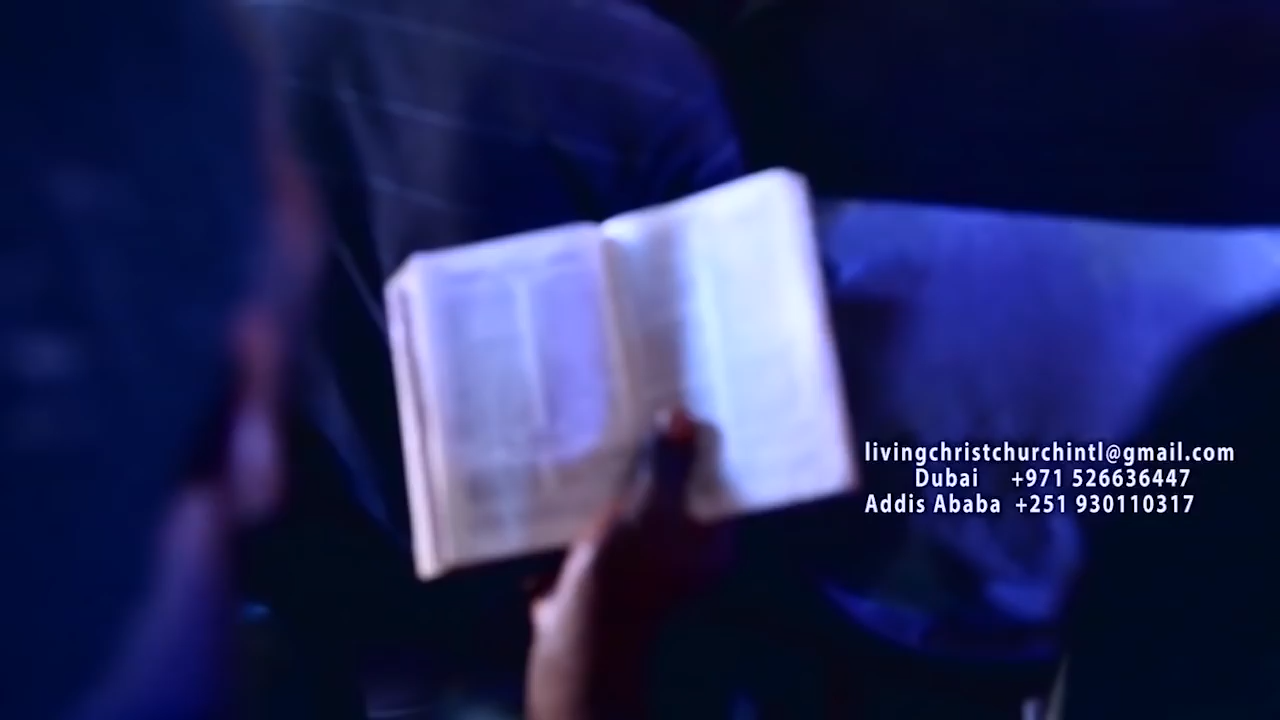 livingchristchurchintl@gmail.com
Dubai +971 526636447
Addis Ababa +251 930110317